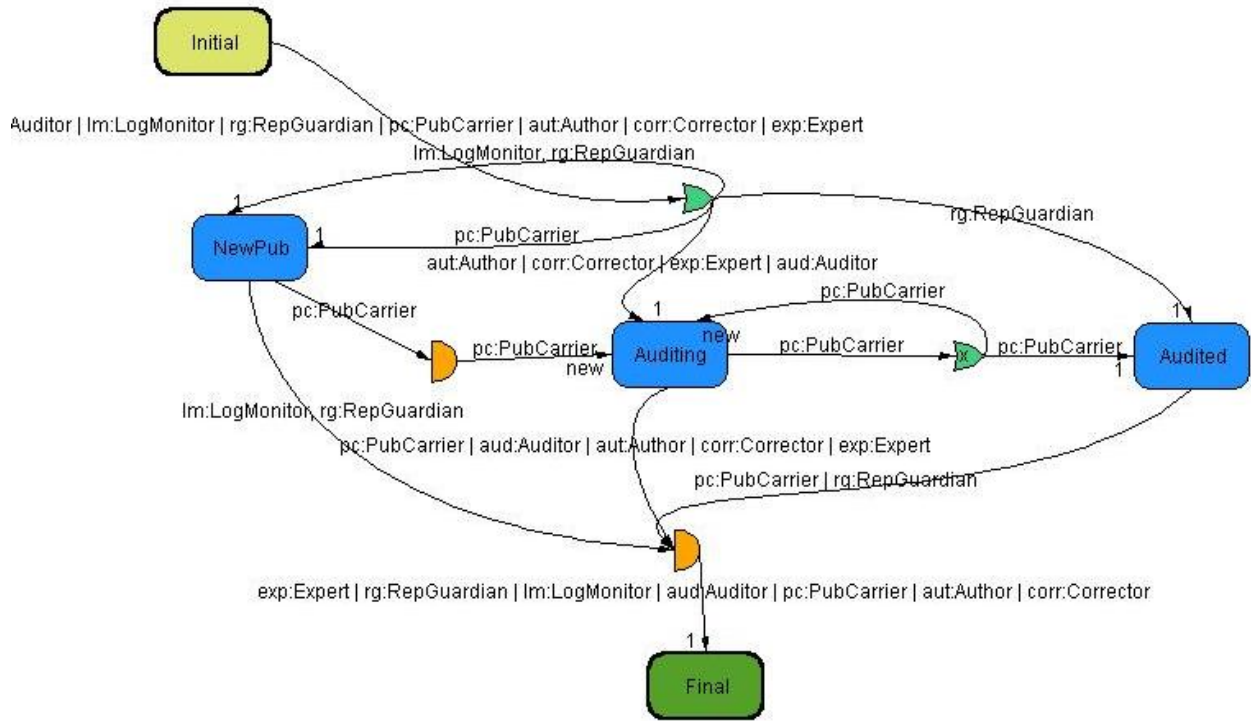 Initial
Auditor | lm:LogMonitor | rg:RepGuardian | pc:PubCarrier | aut:Author | corr:Corrector | exp:Expert
lm:LogMonitor, rg:RepGuardian
1
rg:RepGuardian
NewPub
1
pc:PubCarrier
aut:Author | corr:Corrector | exp:Expert | aud:Auditor
pc:PubCarrier
pc:PubCarrier
1
1
new
pc:PubCarrier
new
Auditing
pc:PubCarrier
x
pc:PubCarrier
1
Audited
lm:LogMonitor, rg:RepGuardian
pc:PubCarrier | aud:Auditor | aut:Author | corr:Corrector | exp:Expert
pc:PubCarrier | rg:RepGuardian
exp:Expert | rg:RepGuardian | lm:LogMonitor | aud:Auditor | pc:PubCarrier | aut:Author | corr:Corrector
1
Final